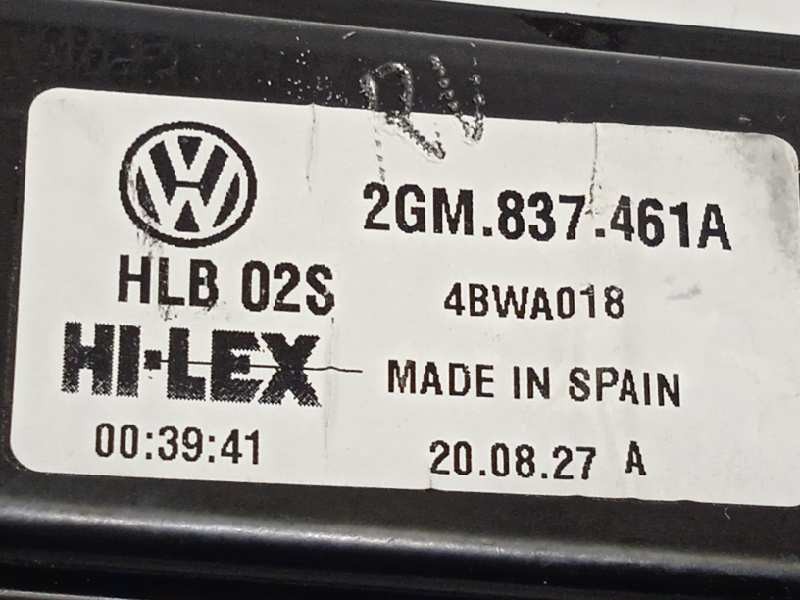 2GM.837.461A
HLB 02S
4BWA018
HI-LEX
MADE IN SPAIN
00:39:41
20.08.27 A